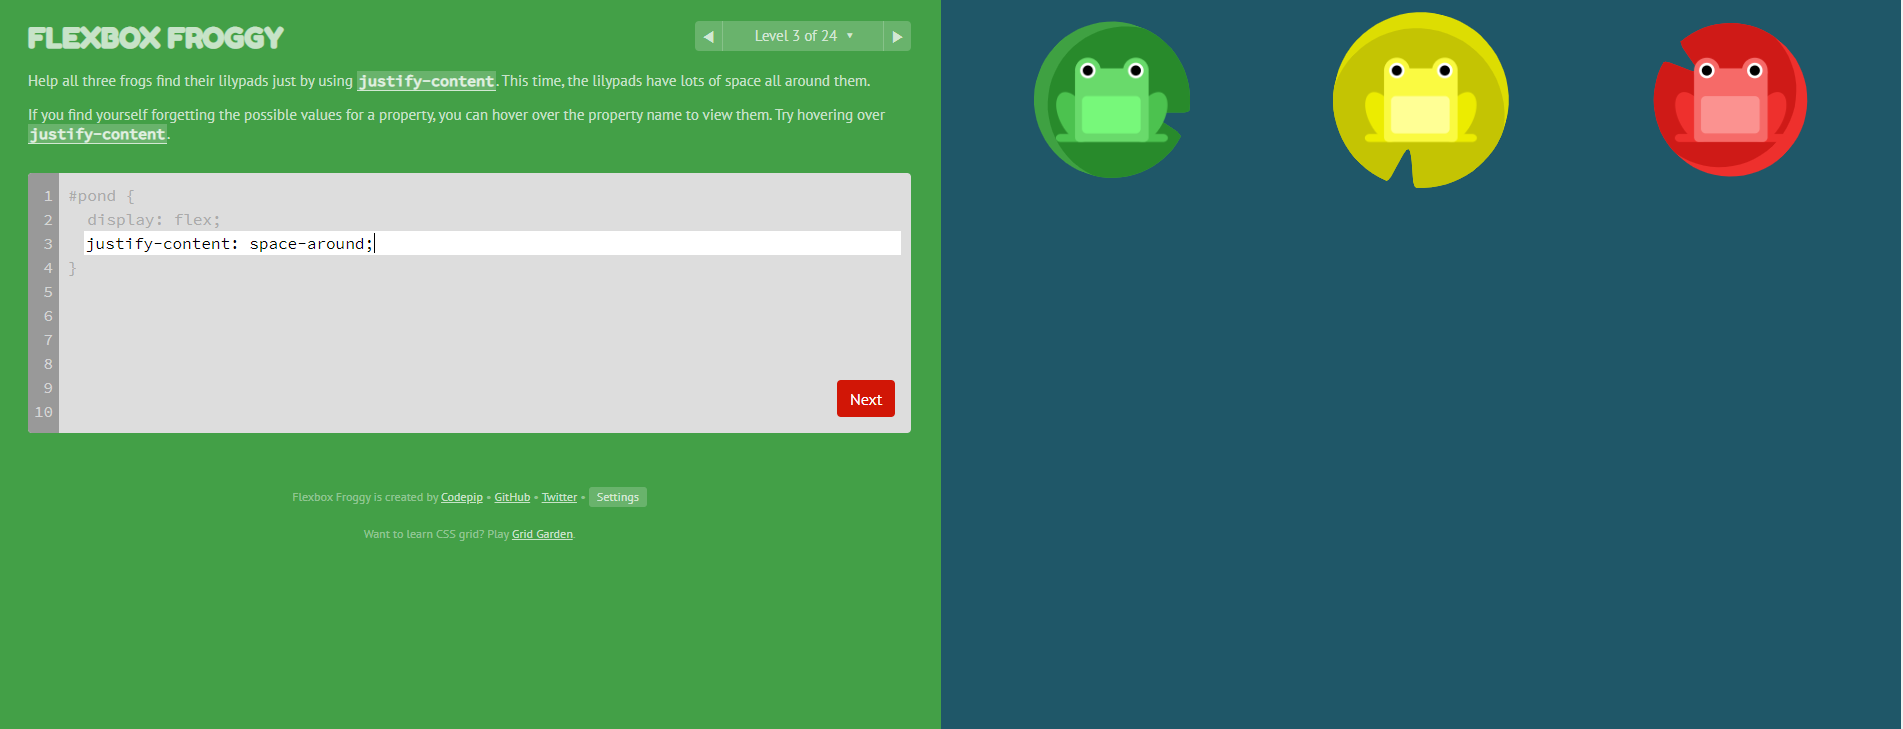 FLEXBOX FROGGY
◀ Level 3 of 24 ▼ ▶
Help all three frogs find their lilypads just by using justify-content. This time, the lilypads have lots of space all around them.
If you find yourself forgetting the possible values for a property, you can hover over the property name to view them. Try hovering over
justify-content.
1 #pond {
2 display: flex;
3 justify-content: space-around;
4 }
5
6
7
8
9
10
Next
Flexbox Froggy is created by Codepip • GitHub • Twitter • Settings
Want to learn CSS grid? Play Grid Garden.